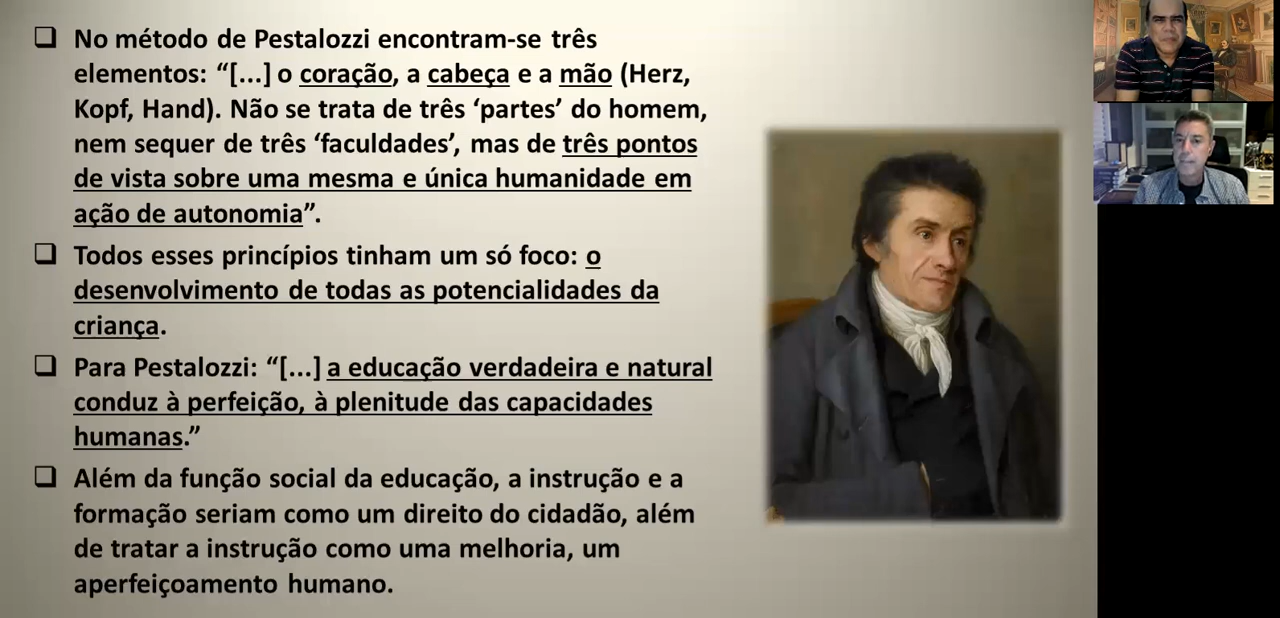 ❑ No método de Pestalozzi encontram-se três
elementos: “[...] o coração, a cabeça e a mão (Herz,
Kopf, Hand). Não se trata de três ‘partes’ do homem,
nem sequer de três ‘faculdades’, mas de três pontos
de vista sobre uma mesma e única humanidade em
ação de autonomia”.
❑ Todos esses princípios tinham um só foco: o
desenvolvimento de todas as potencialidades da
criança.
❑ Para Pestalozzi: “[...] a educação verdadeira e natural
conduz à perfeição, à plenitude das capacidades
humanas.”
❑ Além da função social da educação, a instrução e a
formação seriam como um direito do cidadão, além
de tratar a instrução como uma melhoria, um
aperfeiçoamento humano.